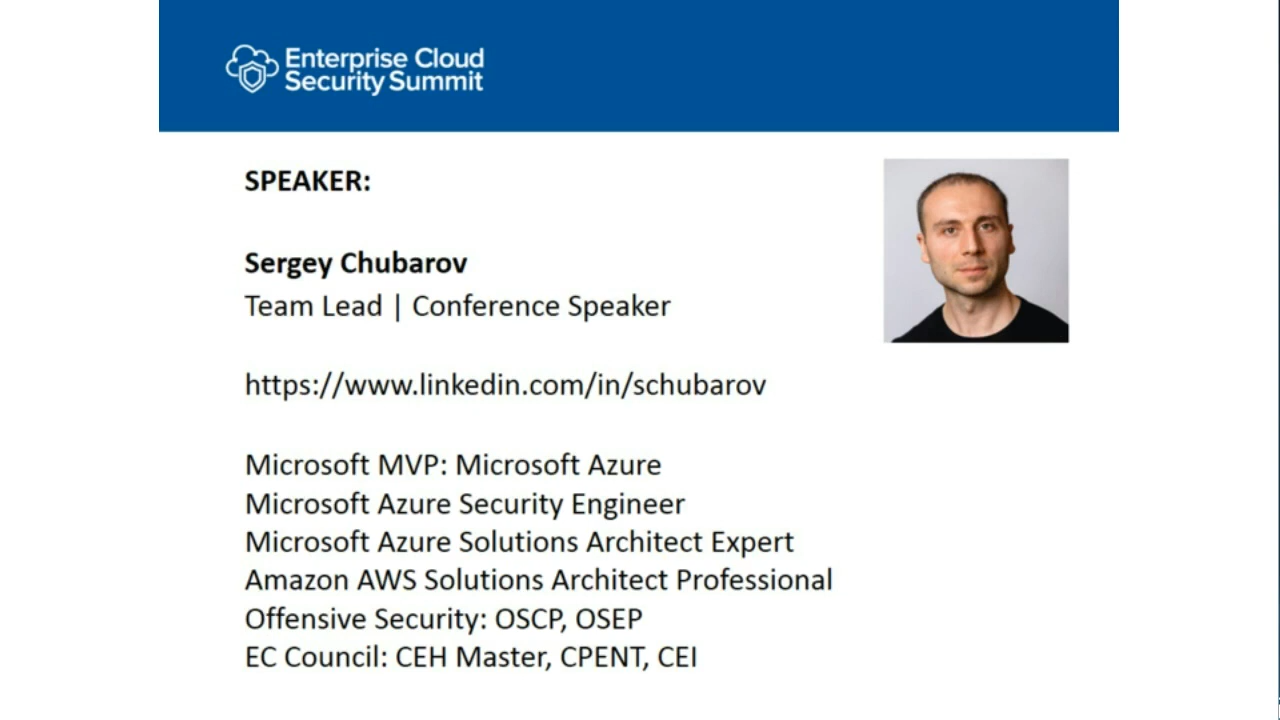 Enterprise Cloud
Security Summit
SPEAKER:
Sergey Chubarov
Team Lead | Conference Speaker
https://www.linkedin.com/in/schubarov
Microsoft MVP: Microsoft Azure
Microsoft Azure Security Engineer
Microsoft Azure Solutions Architect Expert
Amazon AWS Solutions Architect Professional
Offensive Security: OSCP, OSEP
EC Council: CEH Master, CPENT, CEI